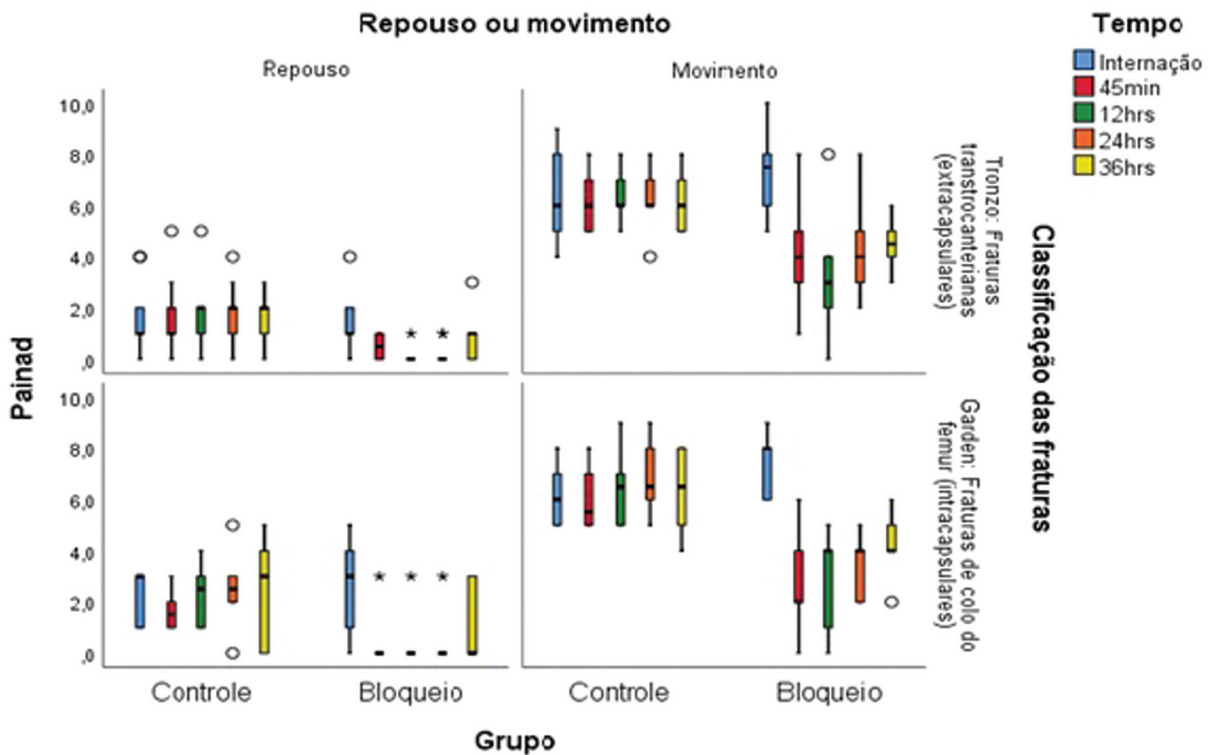 Repouso ou movimento
Repouso
Movimento
Tempo
Internação
45min
12hrs
24hrs
36hrs
10,0
8,0
6,0
4,0
2,0
,0
Tronzo: Fraturas
transtrocanterianas
(extracapsulares)
10,0
8,0
6,0
4,0
2,0
,0
Garden: Fraturas de colo do
femur (intracapsulares)
Painad
Classificação das fraturas
Controle
Bloqueio
Controle
Bloqueio
Grupo